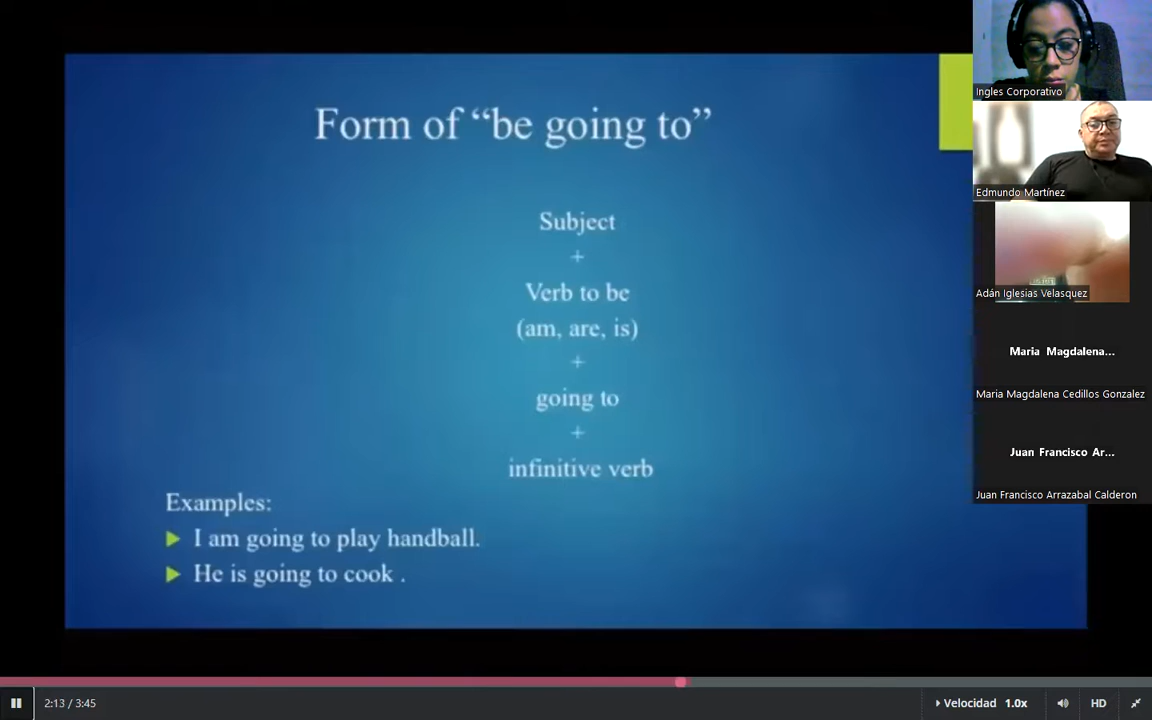 Form of “be going to”
Subject
+
Verb to be
(am, are, is)
+
going to
+
infinitive verb
Examples:
I am going to play handball.
He is going to cook .
Ingles Corporativo
Edmundo Martínez
Adán Iglesias Velasquez
Maria Magdalena...
Maria Magdalena Cedillos Gonzalez
Juan Francisco Ar...
Juan Francisco Arrazabal Calderon
2:13 / 3:45
Velocidad 1.0x
HD